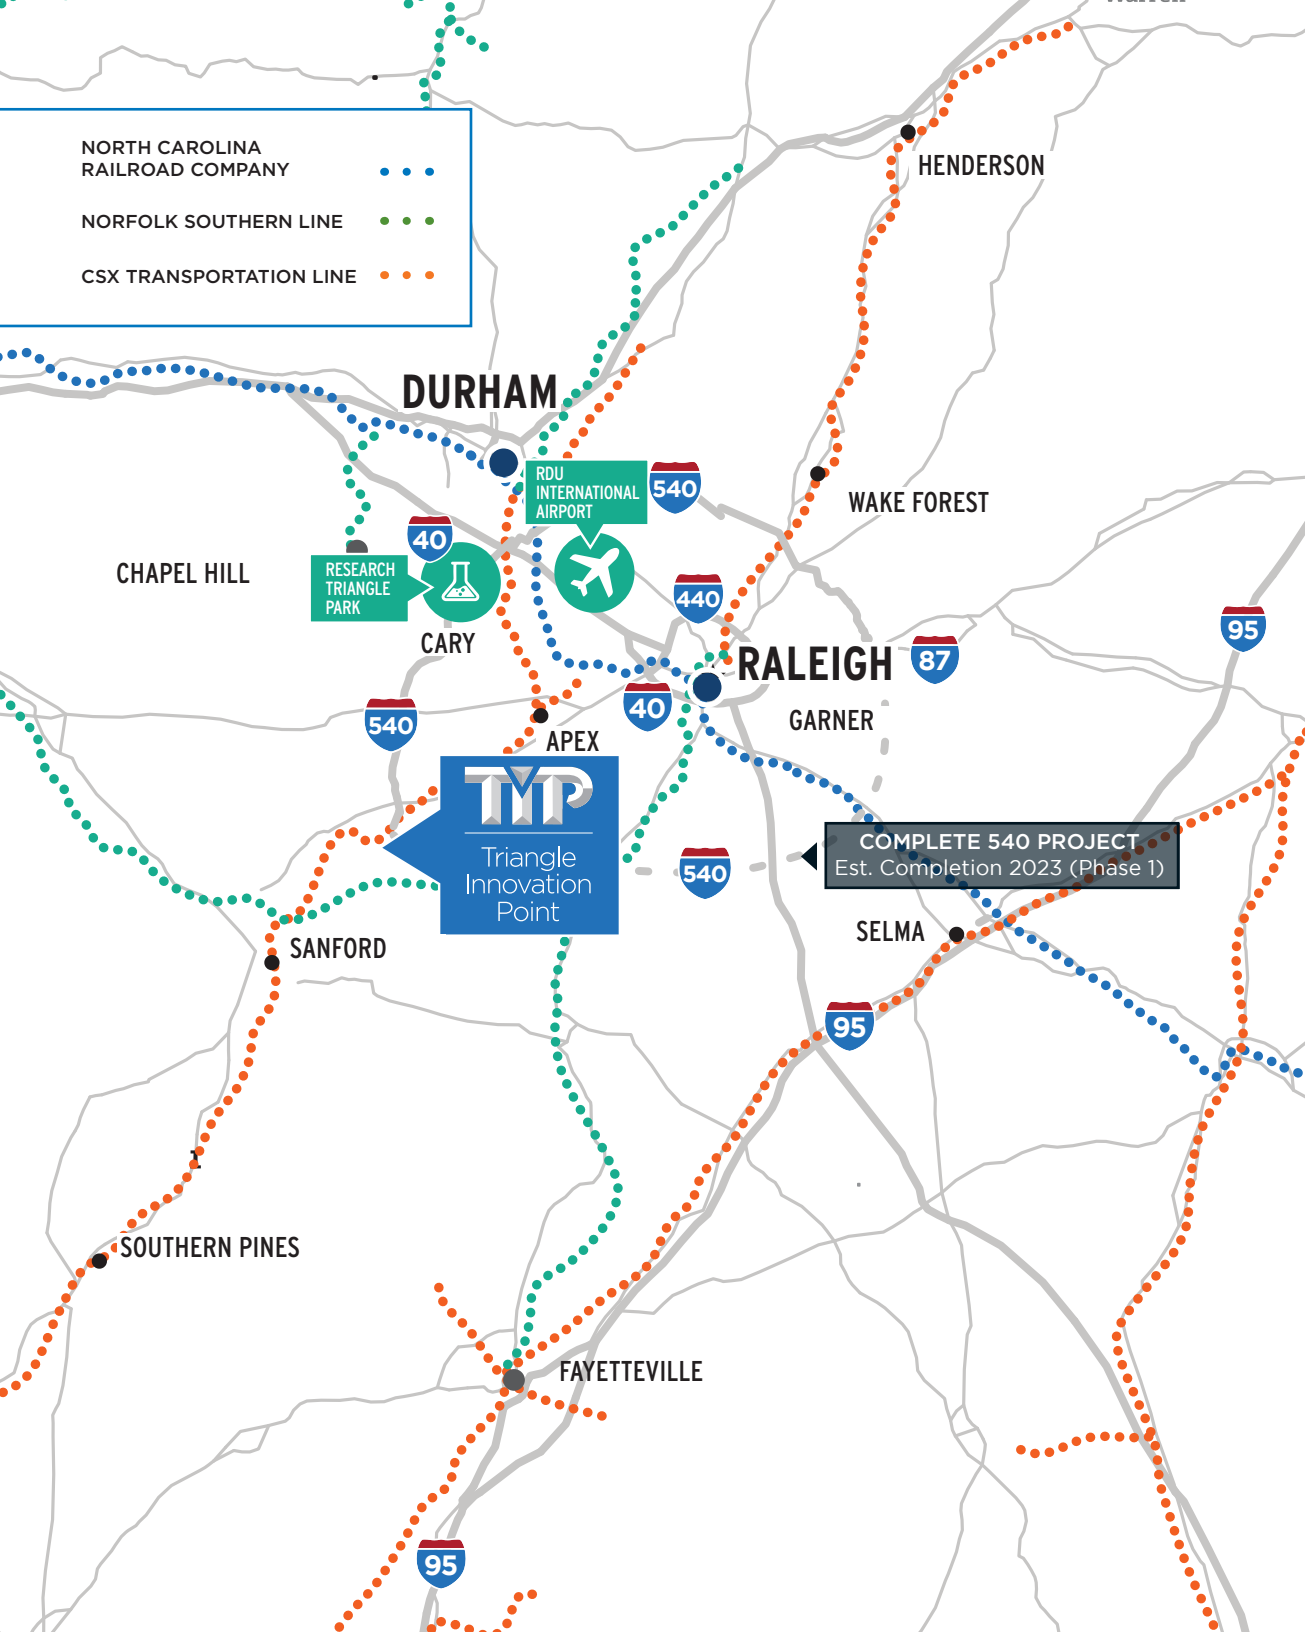 NORTH CAROLINA
RAILROAD COMPANY
NORFOLK SOUTHERN LINE
CSX TRANSPORTATION LINE
HENDERSON
DURHAM
RDU
INTERNATIONAL
AIRPORT
540
WAKE FOREST
40
CHAPEL HILL
RESEARCH
TRIANGLE
PARK
440
95
CARY
RALEIGH
87
40
540
GARNER
APEX
TIP
Triangle
Innovation
Point
540
COMPLETE 540 PROJECT
Est. Completion 2023 (Phase 1)
SELMA
SANFORD
95
1
SOUTHERN PINES
FAYETTEVILLE
95